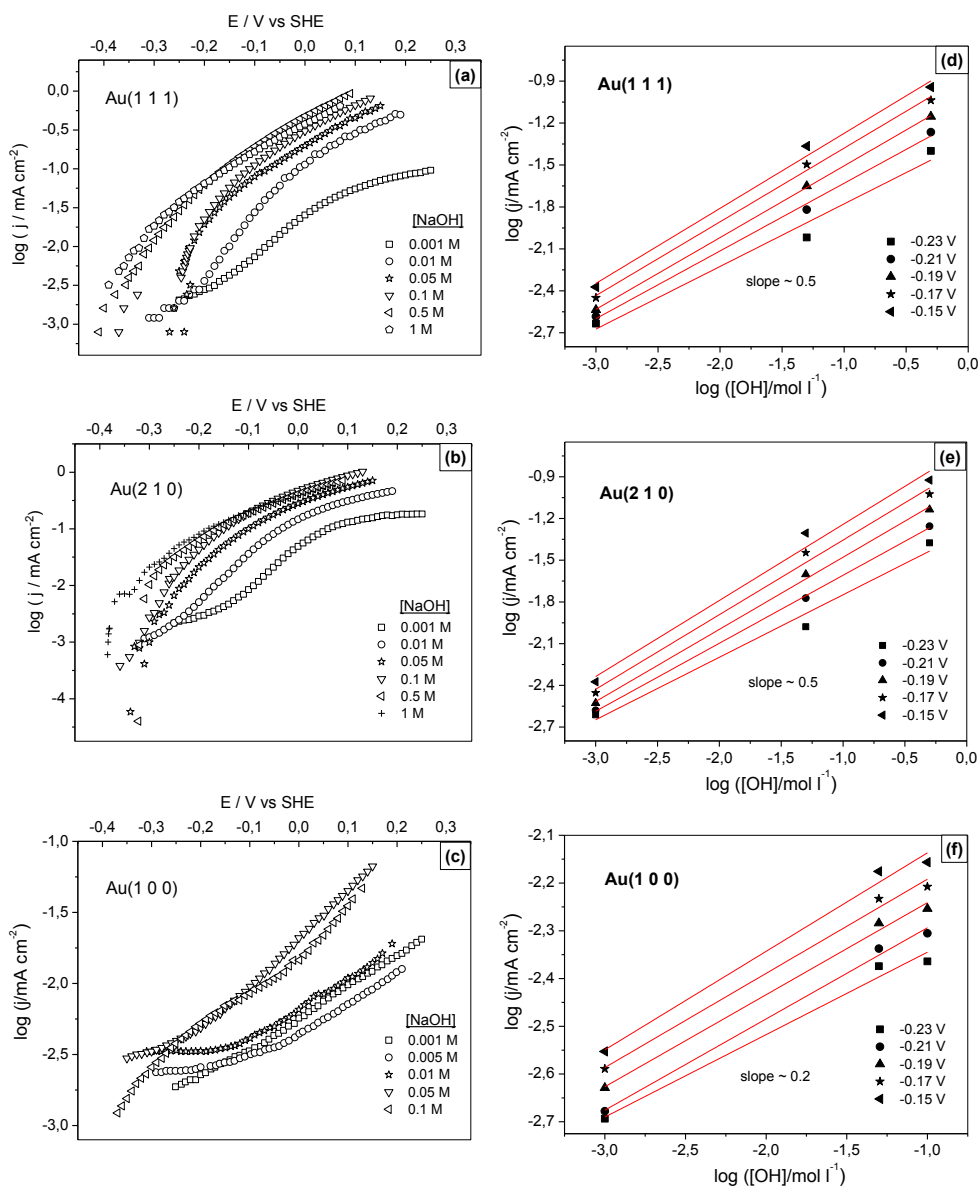 E / V vs SHE
-0,4 -0,3 -0,2 -0,1 0,0 0,1 0,2 0,3
(a)
Au(1 1 1)
0,0
-0,5
-1,0
-1,5
-2,0
-2,5
-3,0
log ( j / mA cm-2)
[NaOH]
0.001 M
0.01 M
0.05 M
0.1 M
0.5 M
1 M
(d)
Au(1 1 1)
-0,9
-1,2
-1,5
-1,8
-2,1
-2,4
-2,7
log (j/mA cm-2)
-0.23 V
-0.21 V
-0.19 V
-0.17 V
-0.15 V
slope ~ 0.5
-3,0 -2,5 -2,0 -1,5 -1,0 -0,5 0,0
log ([OH]/mol l-1)
E / V vs SHE
-0,4 -0,3 -0,2 -0,1 0,0 0,1 0,2 0,3
(b)
Au(2 1 0)
0
-1
-2
-3
-4
log ( j / mA cm-2)
[NaOH]
0.001 M
0.01 M
0.05 M
0.1 M
0.5 M
1 M
(e)
Au(2 1 0)
-0,9
-1,2
-1,5
-1,8
-2,1
-2,4
-2,7
log (j/mA cm-2)
-0.23 V
-0.21 V
-0.19 V
-0.17 V
-0.15 V
slope ~ 0.5
-3,0 -2,5 -2,0 -1,5 -1,0 -0,5 0,0
log ([OH]/mol l-1)
E / V vs SHE
-0,4 -0,3 -0,2 -0,1 0,0 0,1 0,2 0,3
(c)
Au(1 0 0)
-1,0
-1,5
-2,0
-2,5
-3,0
log (j/mA cm-2)
[NaOH]
0.001 M
0.005 M
0.01 M
0.05 M
0.1 M
(f)
Au(1 0 0)
-2,1
-2,2
-2,3
-2,4
-2,5
-2,6
-2,7
log (j/mA cm-2)
-0.23 V
-0.21 V
-0.19 V
-0.17 V
-0.15 V
slope ~ 0.2
-3,0 -2,5 -2,0 -1,5 -1,0
log ([OH]/mol l-1)